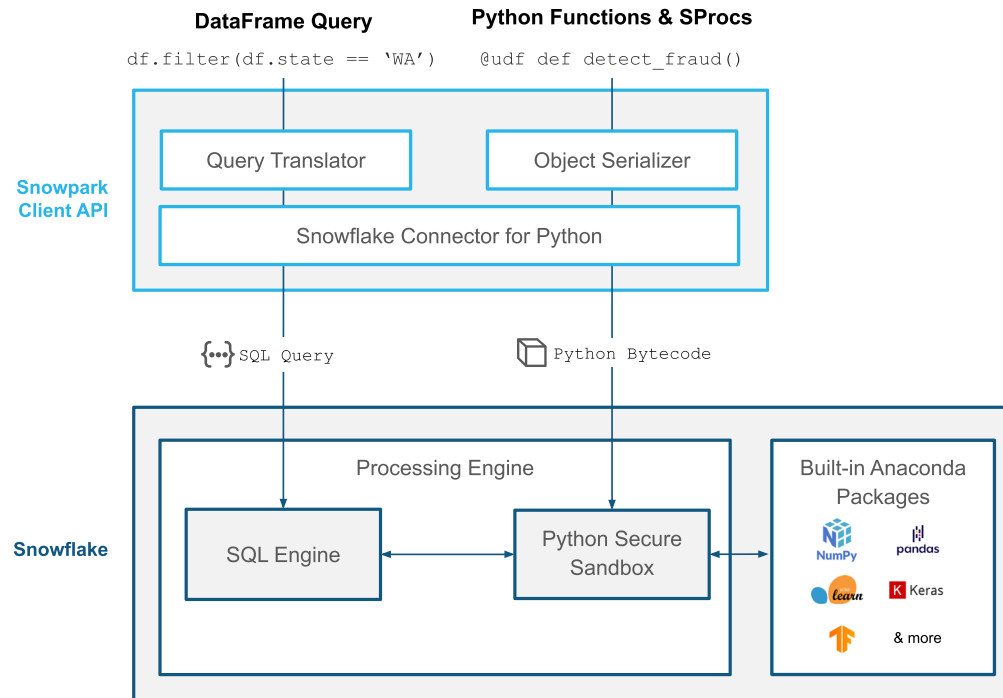 DataFrame Query
Python Functions & SProcs
df.filter(df.state == ‘WA’)
@udf def detect_fraud()
Snowpark
Client API
Query Translator
Object Serializer
Snowflake Connector for Python
SQL Query
Python Bytecode
Snowflake
Processing Engine
SQL Engine
Python Secure
Sandbox
Built-in Anaconda
Packages
NumPy
pandas
learn
K Keras
& more